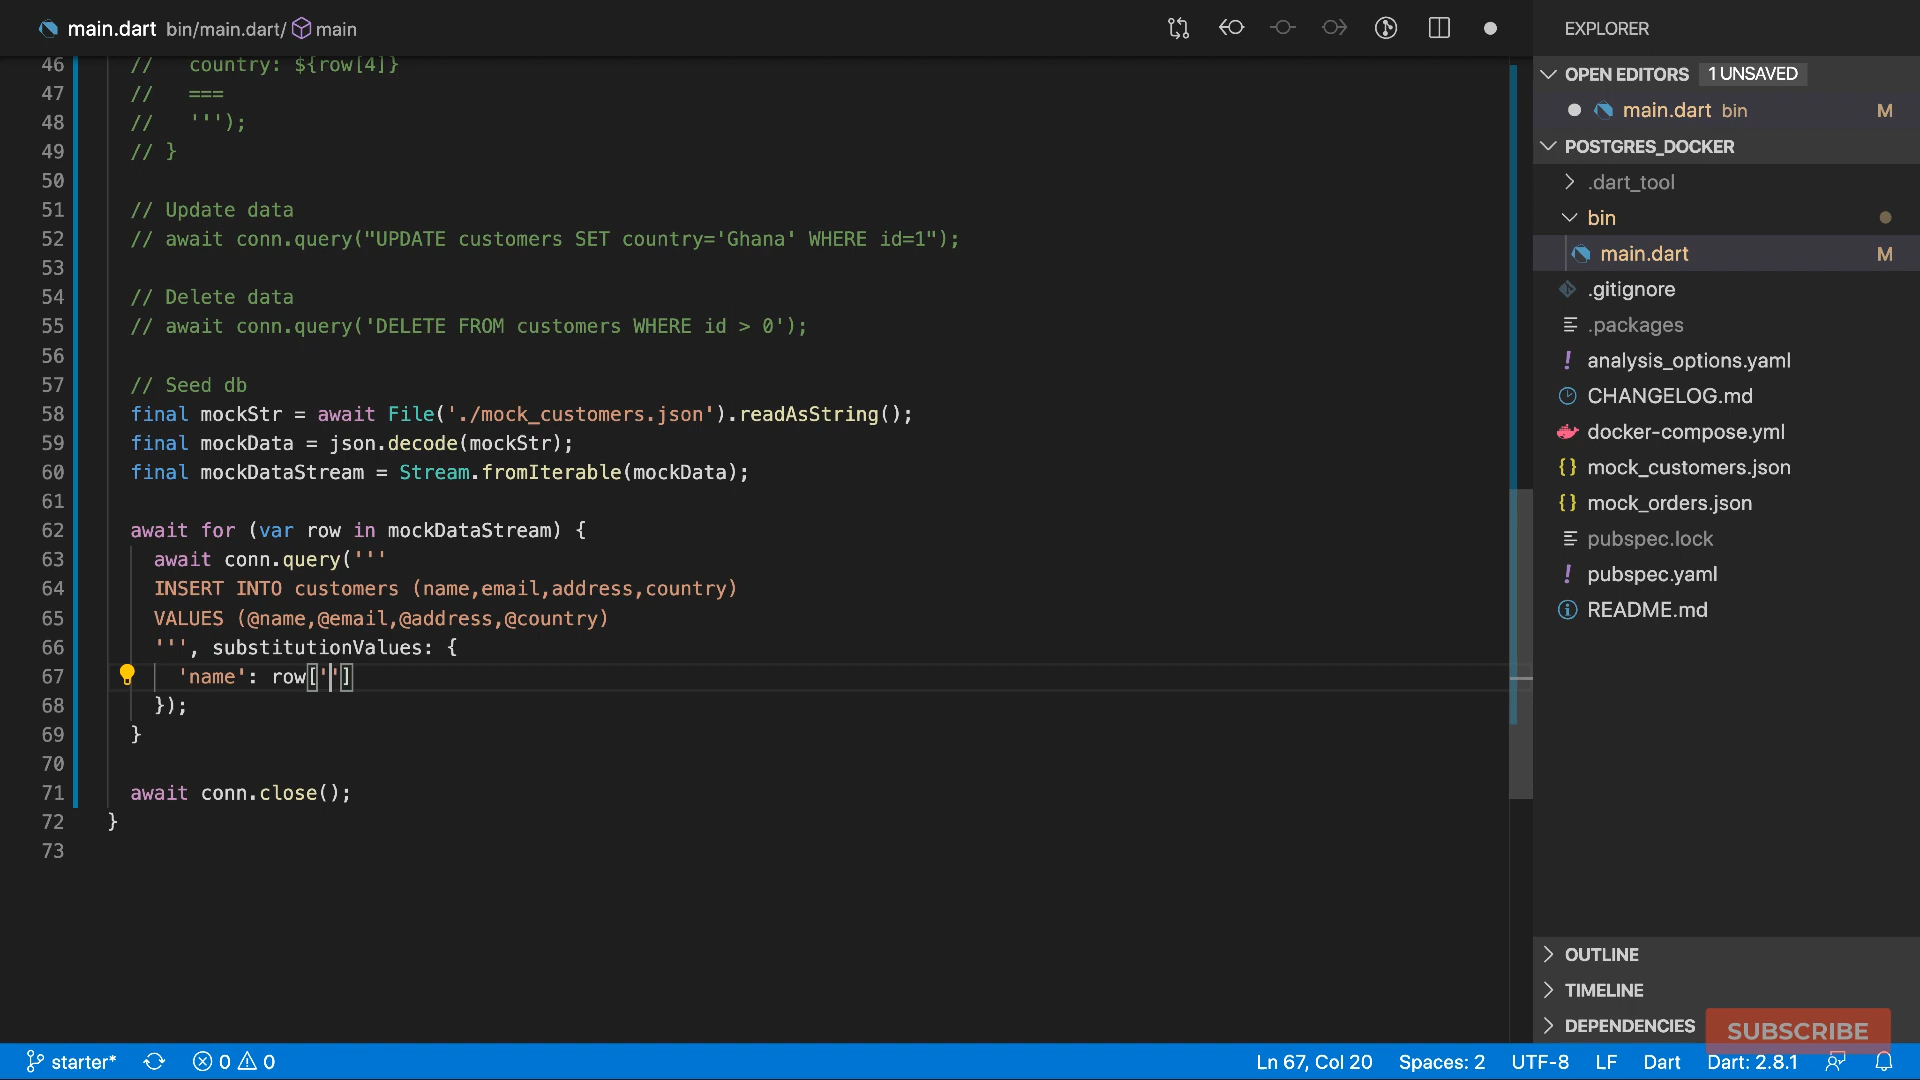 main.dart bin/main.dart/ main
46 //   country: ${row[4]}
47 //   ===
48 //   ''');
49 // }
50
51 // Update data
52 // await conn.query("UPDATE customers SET country='Ghana' WHERE id=1");
53
54 // Delete data
55 // await conn.query('DELETE FROM customers WHERE id > 0');
56
57 // Seed db
58 final mockStr = await File('./mock_customers.json').readAsString();
59 final mockData = json.decode(mockStr);
60 final mockDataStream = Stream.fromIterable(mockData);
61
62 await for (var row in mockDataStream) {
63 await conn.query('''
64 INSERT INTO customers (name,email,address,country)
65 VALUES (@name,@email,@address,@country)
66 ''', substitutionValues: {
67 'name': row['']
68 });
69 }
70
71 await conn.close();
72 }
73
EXPLORER
OPEN EDITORS 1 UNSAVED
main.dart bin M
POSTGRES_DOCKER
.dart_tool
bin
main.dart M
.gitignore
.packages
analysis_options.yaml
CHANGELOG.md
docker-compose.yml
mock_customers.json
mock_orders.json
pubspec.lock
pubspec.yaml
README.md
OUTLINE
TIMELINE
DEPENDENCIES
SUBSCRIBE
starter* 0 0 Ln 67, Col 20 Spaces: 2 UTF-8 LF Dart Dart: 2.8.1